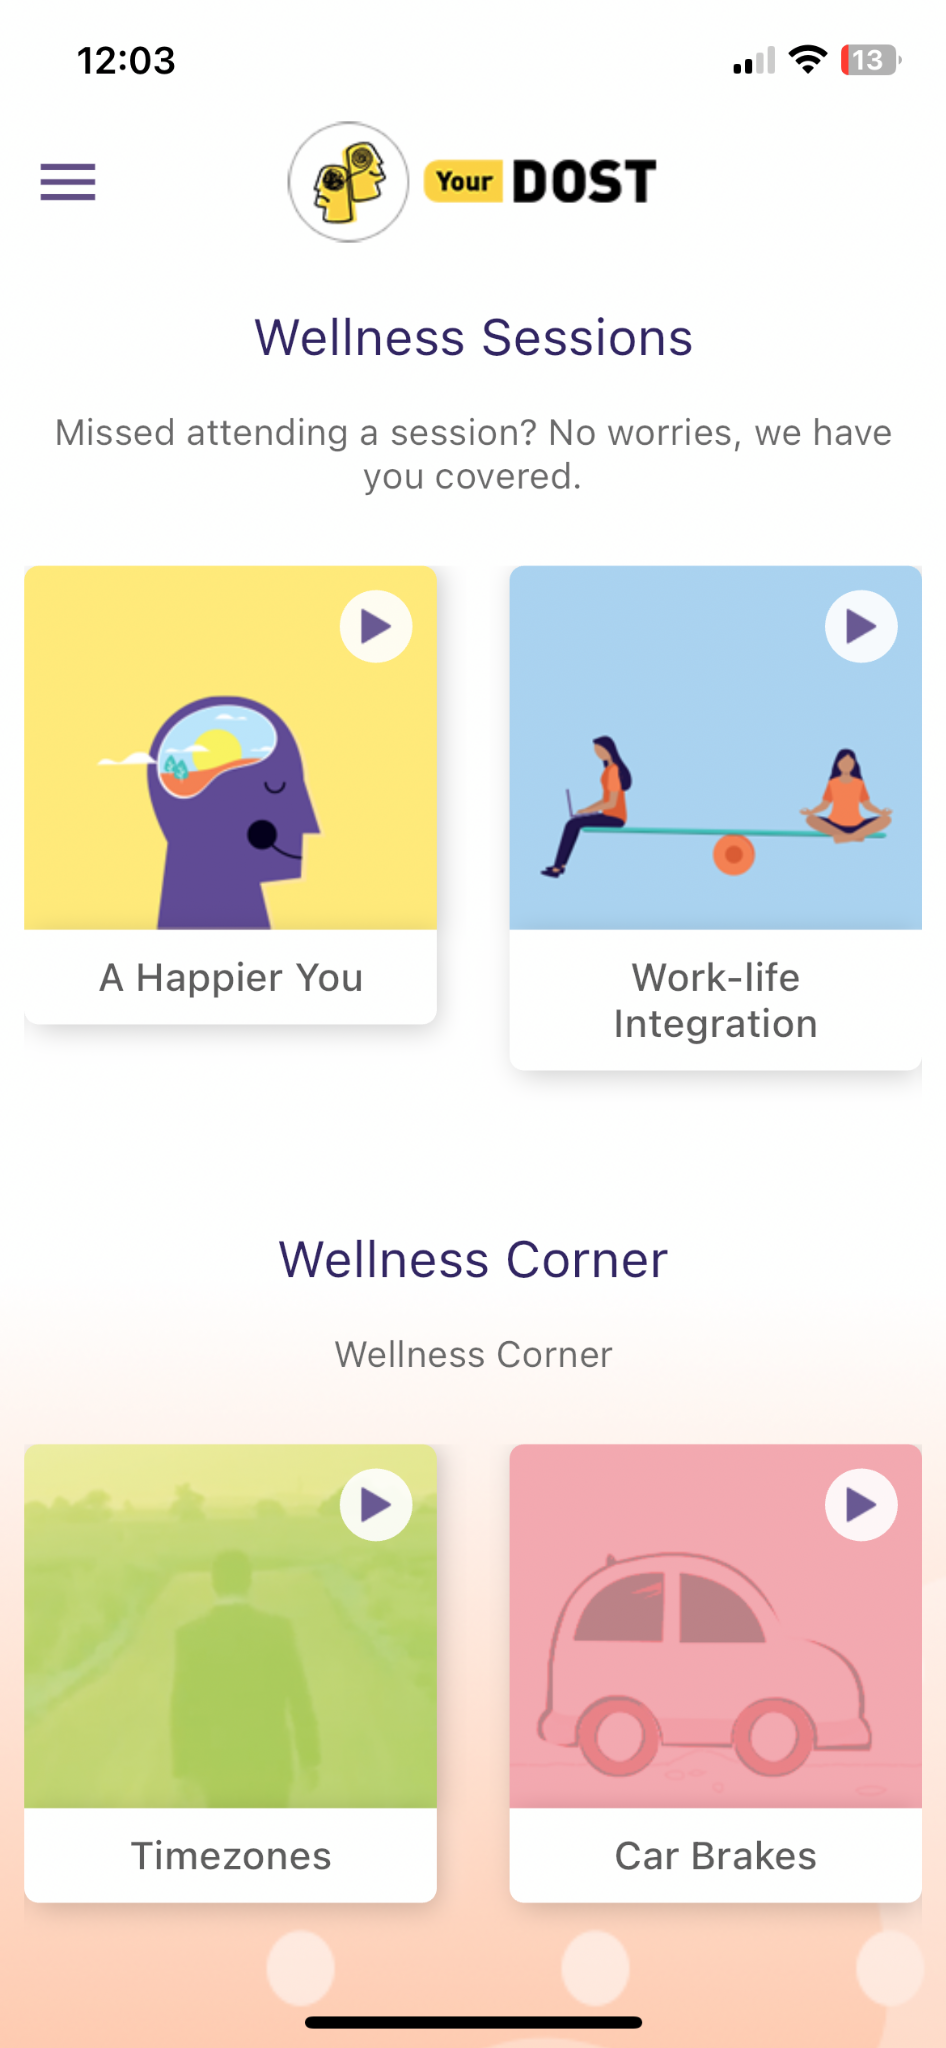 12:03
13
Your DOST
Wellness Sessions
Missed attending a session? No worries, we have
you covered.
A Happier You
Work-life
Integration
Wellness Corner
Wellness Corner
Timezones
Car Brakes